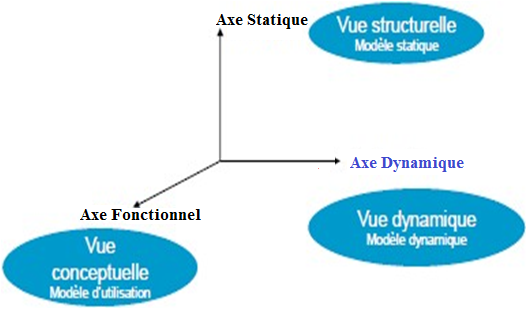 Axe Statique
Vue structurelle
Modèle statique
Axe Dynamique
Axe Fonctionnel
Vue dynamique
Modèle dynamique
Vue
conceptuelle
Modèle d'utilisation